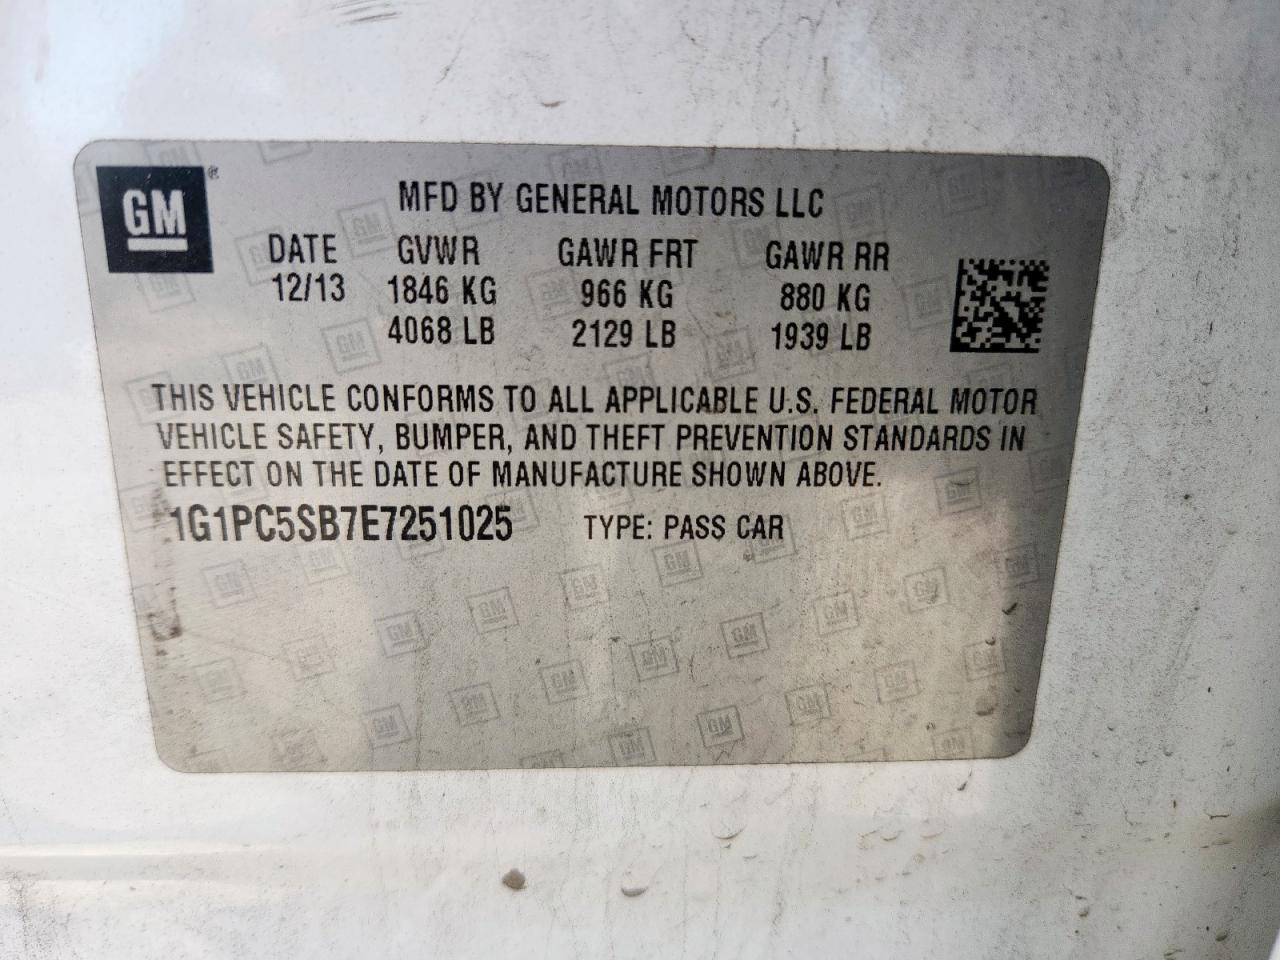 GM ®
MFD BY GENERAL MOTORS LLC
DATE GVWR GAWR FRT GAWR RR
12/13 1846 KG 966 KG 880 KG
4068 LB 2129 LB 1939 LB
THIS VEHICLE CONFORMS TO ALL APPLICABLE U.S. FEDERAL MOTOR
VEHICLE SAFETY, BUMPER, AND THEFT PREVENTION STANDARDS IN
EFFECT ON THE DATE OF MANUFACTURE SHOWN ABOVE.
1G1PC5SB7E7251025 TYPE: PASS CAR